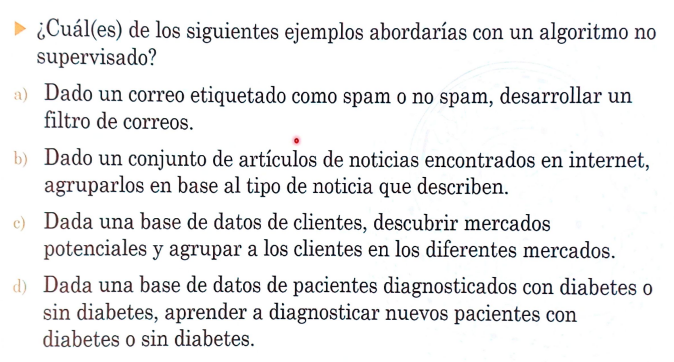 ¿Cuál(es) de los siguientes ejemplos abordarías con un algoritmo no
supervisado?
a) Dado un correo etiquetado como spam o no spam, desarrollar un
filtro de correos.
b) Dado un conjunto de artículos de noticias encontrados en internet,
agruparlos en base al tipo de noticia que describen.
c) Dada una base de datos de clientes, descubrir mercados
potenciales y agrupar a los clientes en los diferentes mercados.
d) Dada una base de datos de pacientes diagnosticados con diabetes o
sin diabetes, aprender a diagnosticar nuevos pacientes con
diabetes o sin diabetes.